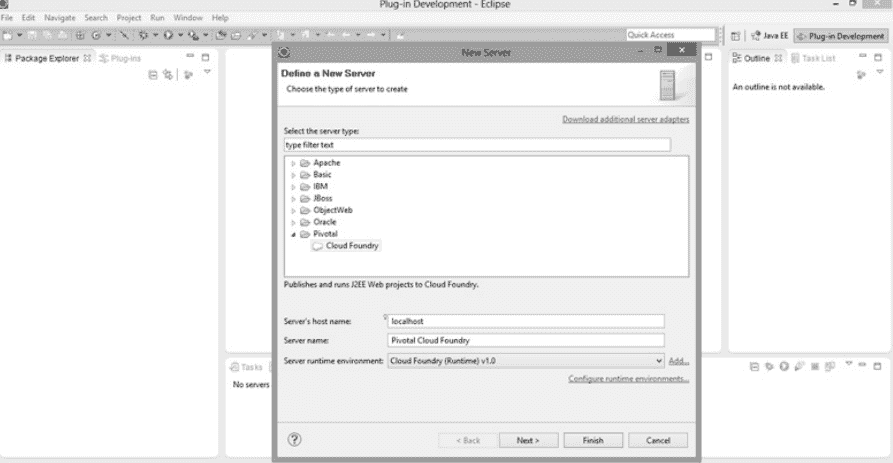 Plug-in Development - Eclipse
File Edit Navigate Search Project Run Window Help
Quick Access
Java EE
Plug-in Development
Package Explorer
Plug-ins
New Server
Outline
Task List
An outline is not available.
Define a New Server
Choose the type of server to create
Download additional server adapters
Select the server type:
type filter text
Apache
Basic
IBM
JBoss
ObjectWeb
Oracle
Pivotal
Cloud Foundry
Publishes and runs J2EE Web projects to Cloud Foundry.
Server's host name: localhost
Server name: Pivotal Cloud Foundry
Server runtime environment: Cloud Foundry (Runtime) v1.0 Add...
Configure runtime environments...
Tasks
No servers
< Back Next > Finish Cancel